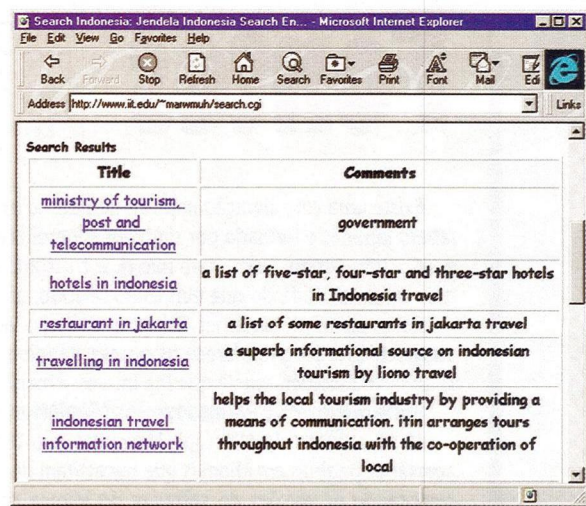 Search Indonesia: Jendela Indonesia Search En... - Microsoft Internet Explorer
File Edit View Go Favorites Help
Back Forward Stop Refresh Home Search Favorites Print Font Mail Edi
Address http://www.iit.edu/~marwmuh/search.cgi Links
Search Results
Title Comments
ministry of tourism,
post and
telecommunication
government
hotels in indonesia
a list of five-star, four-star and three-star hotels
in Indonesia travel
restaurant in jakarta
a list of some restaurants in jakarta travel
travelling in indonesia
a superb informational source on indonesian
tourism by liono travel
indonesian travel
information network
helps the local tourism industry by providing a
means of communication. itin arranges tours
throughout indonesia with the co-operation of
local